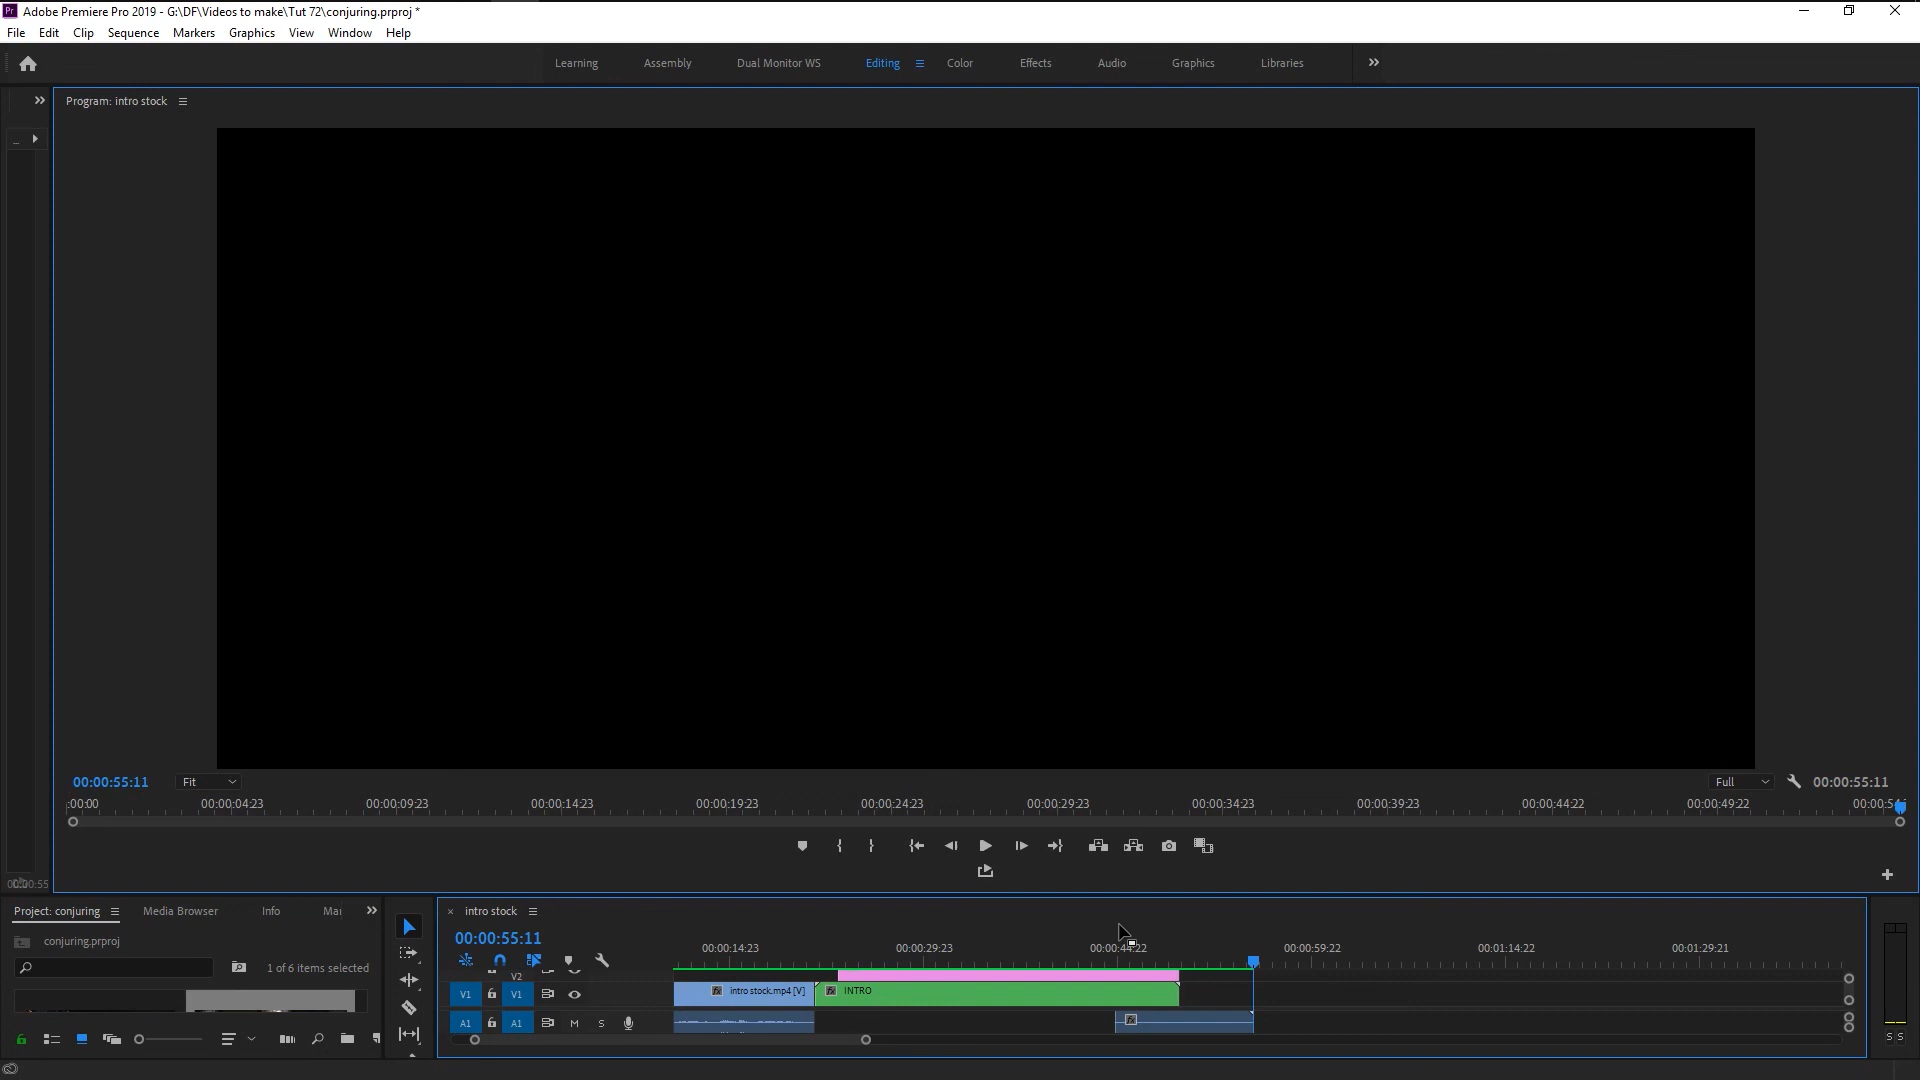 Pr Adobe Premiere Pro 2019 - G:\DF\Videos to make\Tut 72\conjuring.prproj *
File Edit Clip Sequence Markers Graphics View Window Help
Learning Assembly Dual Monitor WS Editing Color Effects Audio Graphics Libraries
Program: intro stock
00:00:55:11 Fit Full 00:00:55:11
:00:00 00:00:04:23 00:00:09:23 00:00:14:23 00:00:19:23 00:00:24:23 00:00:29:23 00:00:34:23 00:00:39:23 00:00:44:22 00:00:49:22
Project: conjuring Media Browser Info Mar
intro stock
conjuring.prproj
00:00:55:11
00:00:14:23 00:00:29:23 00:00:44:22 00:00:59:22 00:01:14:22 00:01:29:21
1 of 6 items selected
V2
V1 V1 fx intro stock.mp4 [V] fx INTRO
A1 A1 M S fx
S S